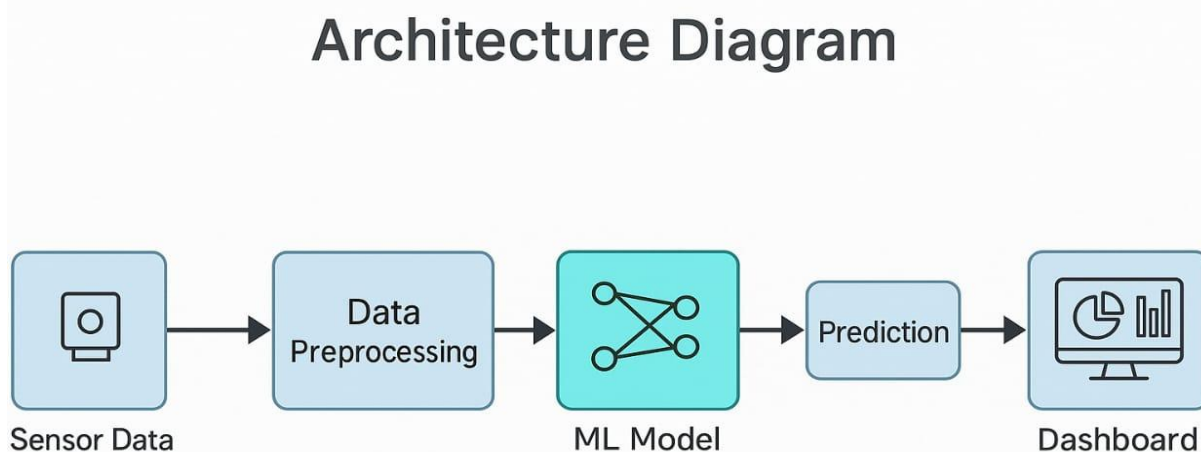 Architecture Diagram
Data
Preprocessing
Prediction
Sensor Data
ML Model
Dashboard